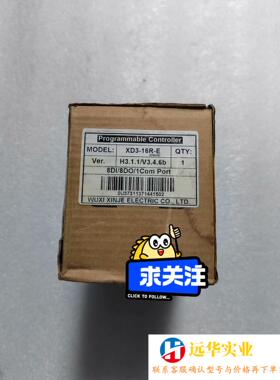 Programmable Controller
MODEL: XD3-16R-E QTY:
Ver. H3.1.1/V3.4.6b 1
8DI/8DO/1Com Port
WUXI XINJE ELECTRIC CO., LTD.
求关注
CLICK TO FOLLOW
远华实业
联系客服确认型号与价格再下单